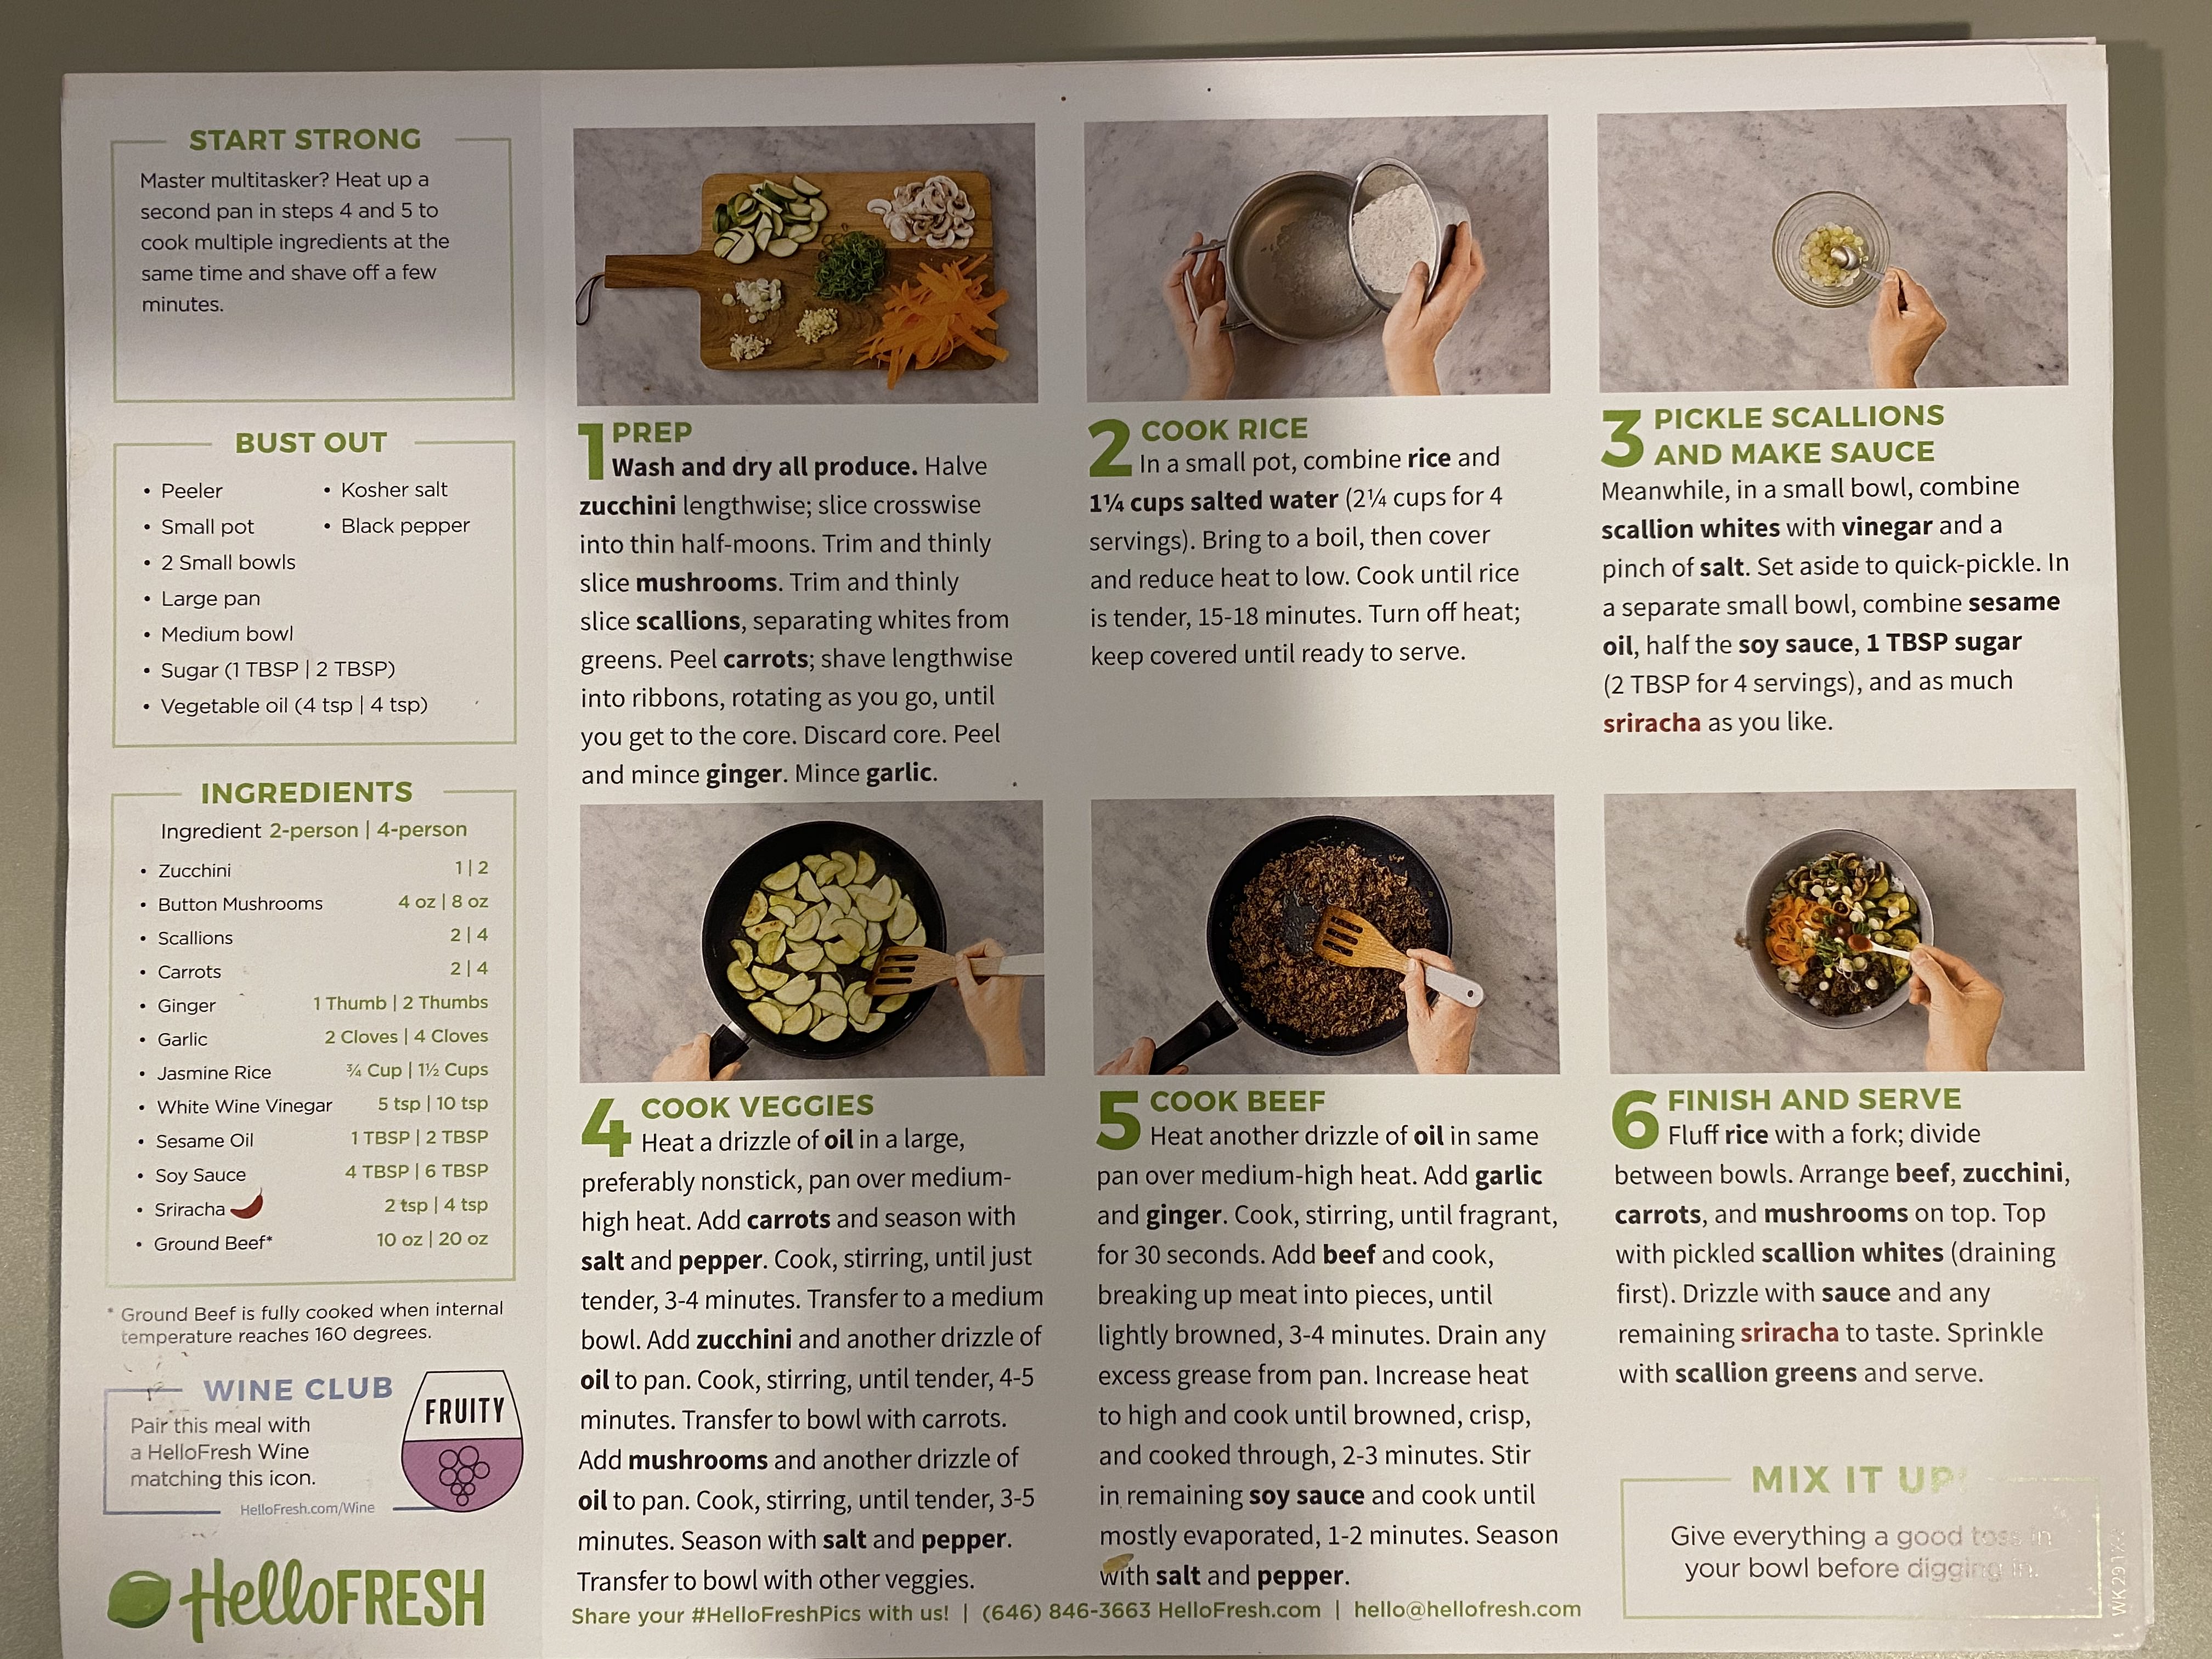 START STRONG
Master multitasker? Heat up a
second pan in steps 4 and 5 to
cook multiple ingredients at the
same time and shave off a few
minutes.
BUST OUT
• Peeler
• Small pot
• 2 Small bowls
• Large pan
• Medium bowl
• Sugar (1 TBSP | 2 TBSP)
• Vegetable oil (4 tsp | 4 tsp)
• Kosher salt
• Black pepper
INGREDIENTS
Ingredient 2-person | 4-person
• Zucchini 1 | 2
• Button Mushrooms 4 oz | 8 oz
• Scallions 2 | 4
• Carrots 2 | 4
• Ginger 1 Thumb | 2 Thumbs
• Garlic 2 Cloves | 4 Cloves
• Jasmine Rice ¾ Cup | 1½ Cups
• White Wine Vinegar 5 tsp | 10 tsp
• Sesame Oil 1 TBSP | 2 TBSP
• Soy Sauce 4 TBSP | 6 TBSP
• Sriracha 2 tsp | 4 tsp
• Ground Beef* 10 oz | 20 oz
* Ground Beef is fully cooked when internal
temperature reaches 160 degrees.
WINE CLUB
Pair this meal with
a HelloFresh Wine
matching this icon.
HelloFresh.com/Wine
FRUITY
HelloFRESH
1 PREP
Wash and dry all produce. Halve
zucchini lengthwise; slice crosswise
into thin half-moons. Trim and thinly
slice mushrooms. Trim and thinly
slice scallions, separating whites from
greens. Peel carrots; shave lengthwise
into ribbons, rotating as you go, until
you get to the core. Discard core. Peel
and mince ginger. Mince garlic.
2 COOK RICE
In a small pot, combine rice and
1¼ cups salted water (2¼ cups for 4
servings). Bring to a boil, then cover
and reduce heat to low. Cook until rice
is tender, 15-18 minutes. Turn off heat;
keep covered until ready to serve.
3 PICKLE SCALLIONS
AND MAKE SAUCE
Meanwhile, in a small bowl, combine
scallion whites with vinegar and a
pinch of salt. Set aside to quick-pickle. In
a separate small bowl, combine sesame
oil, half the soy sauce, 1 TBSP sugar
(2 TBSP for 4 servings), and as much
sriracha as you like.
4 COOK VEGGIES
Heat a drizzle of oil in a large,
preferably nonstick, pan over medium-
high heat. Add carrots and season with
salt and pepper. Cook, stirring, until just
tender, 3-4 minutes. Transfer to a medium
bowl. Add zucchini and another drizzle of
oil to pan. Cook, stirring, until tender, 4-5
minutes. Transfer to bowl with carrots.
Add mushrooms and another drizzle of
oil to pan. Cook, stirring, until tender, 3-5
minutes. Season with salt and pepper.
Transfer to bowl with other veggies.
5 COOK BEEF
Heat another drizzle of oil in same
pan over medium-high heat. Add garlic
and ginger. Cook, stirring, until fragrant,
for 30 seconds. Add beef and cook,
breaking up meat into pieces, until
lightly browned, 3-4 minutes. Drain any
excess grease from pan. Increase heat
to high and cook until browned, crisp,
and cooked through, 2-3 minutes. Stir
in remaining soy sauce and cook until
mostly evaporated, 1-2 minutes. Season
with salt and pepper.
6 FINISH AND SERVE
Fluff rice with a fork; divide
between bowls. Arrange beef, zucchini,
carrots, and mushrooms on top. Top
with pickled scallion whites (draining
first). Drizzle with sauce and any
remaining sriracha to taste. Sprinkle
with scallion greens and serve.
MIX IT UP!
Give everything a good toss in
your bowl before digging in.
Share your #HelloFreshPics with us! | (646) 846-3663 HelloFresh.com | hello@hellofresh.com